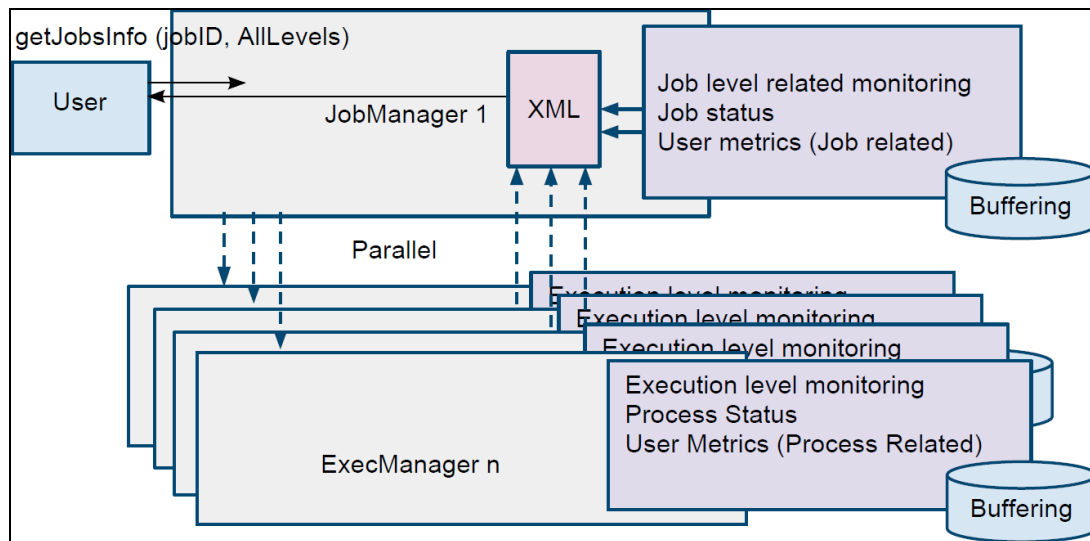 getJobsInfo (jobID, AllLevels)
User
JobManager 1
XML
Job level related monitoring
Job status
User metrics (Job related)
Buffering
Parallel
Execution level monitoring
Execution level monitoring
Execution level monitoring
Execution level monitoring
Process Status
User Metrics (Process Related)
ExecManager n
Buffering